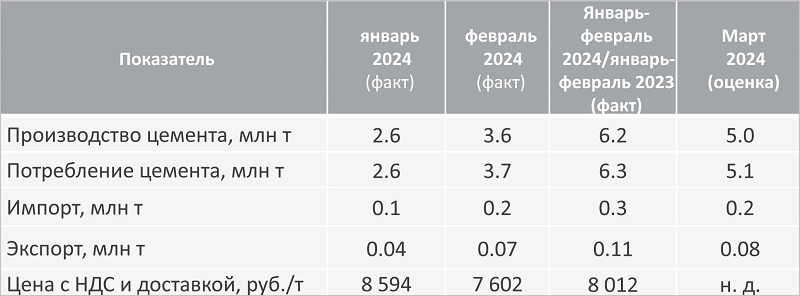 Показатель
январь
2024
(факт)
февраль
2024
(факт)
Январь-
февраль
2024/январь-
февраль 2023
(факт)
Март
2024
(оценка)
Производство цемента, млн т 2.6 3.6 6.2 5.0
Потребление цемента, млн т 2.6 3.7 6.3 5.1
Импорт, млн т 0.1 0.2 0.3 0.2
Экспорт, млн т 0.04 0.07 0.11 0.08
Цена с НДС и доставкой, руб./т 8 594 7 602 8 012 н. д.